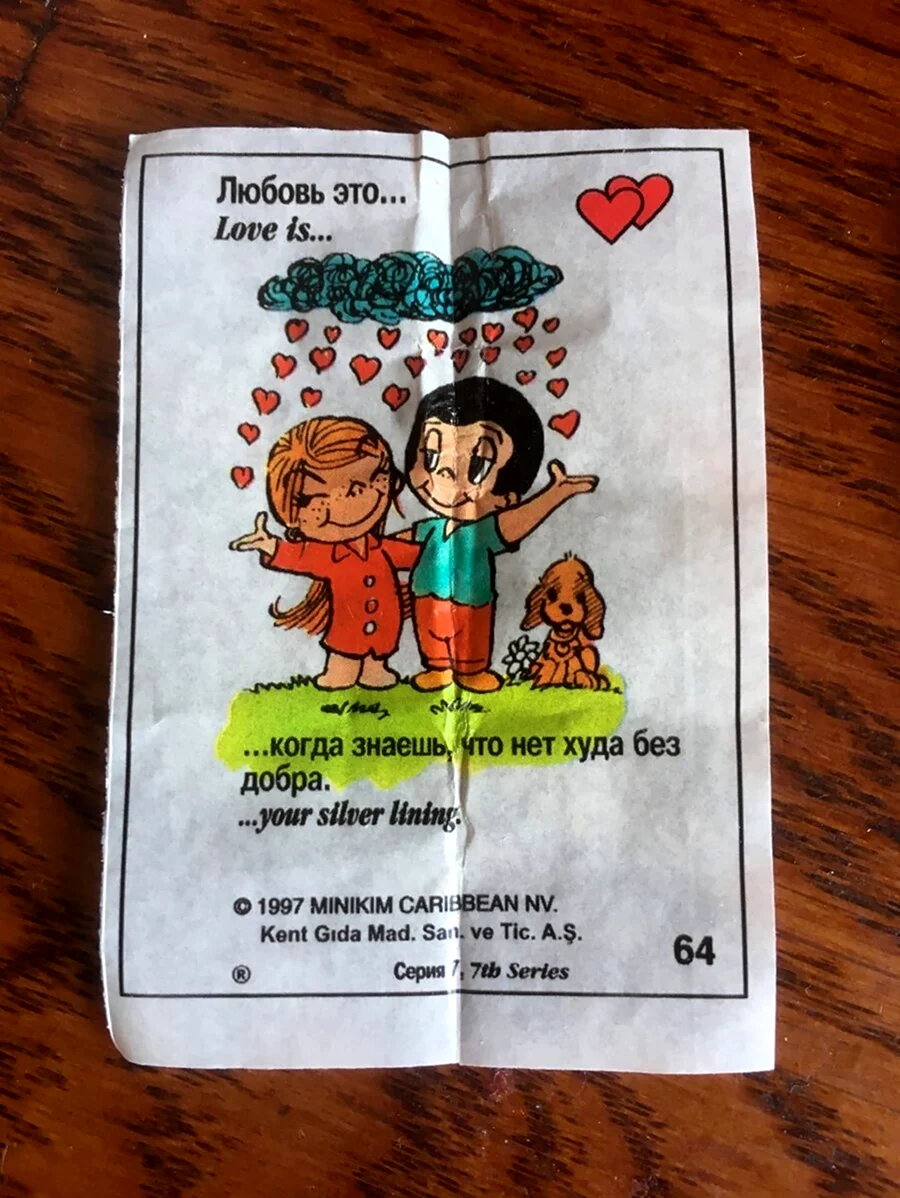 Любовь это...
Love is...
...когда знаешь, что нет худа без
добра.
...your silver lining.
© 1997 MINIKIM CARIBBEAN NV.
Kent Gıda Mad. San. ve Tic. A.Ş.
64
® Серия 7, 7th Series